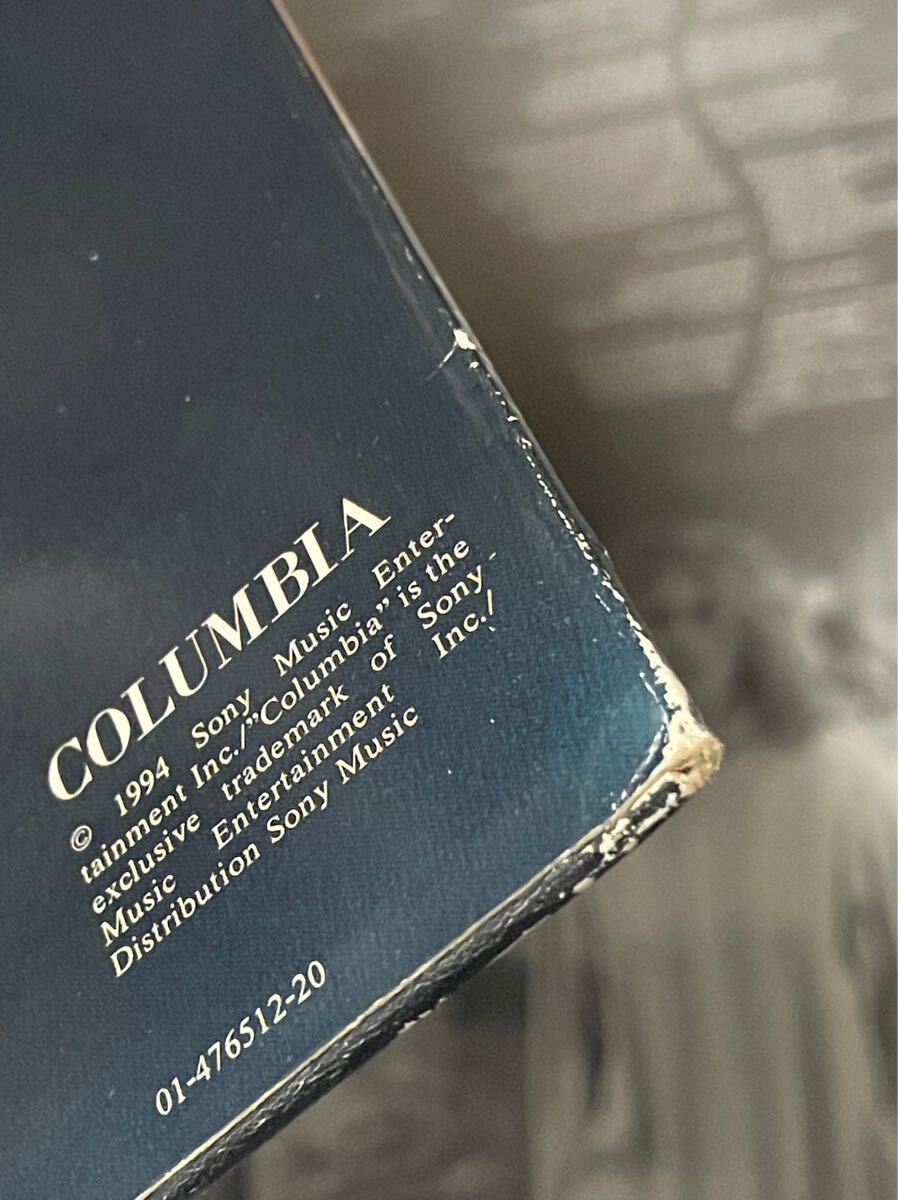 COLUMBIA
© 1994 Sony Music Enter-
tainment Inc./"Columbia" is the
exclusive trademark of Sony
Music Entertainment Inc./
Distribution Sony Music
01-476512-20